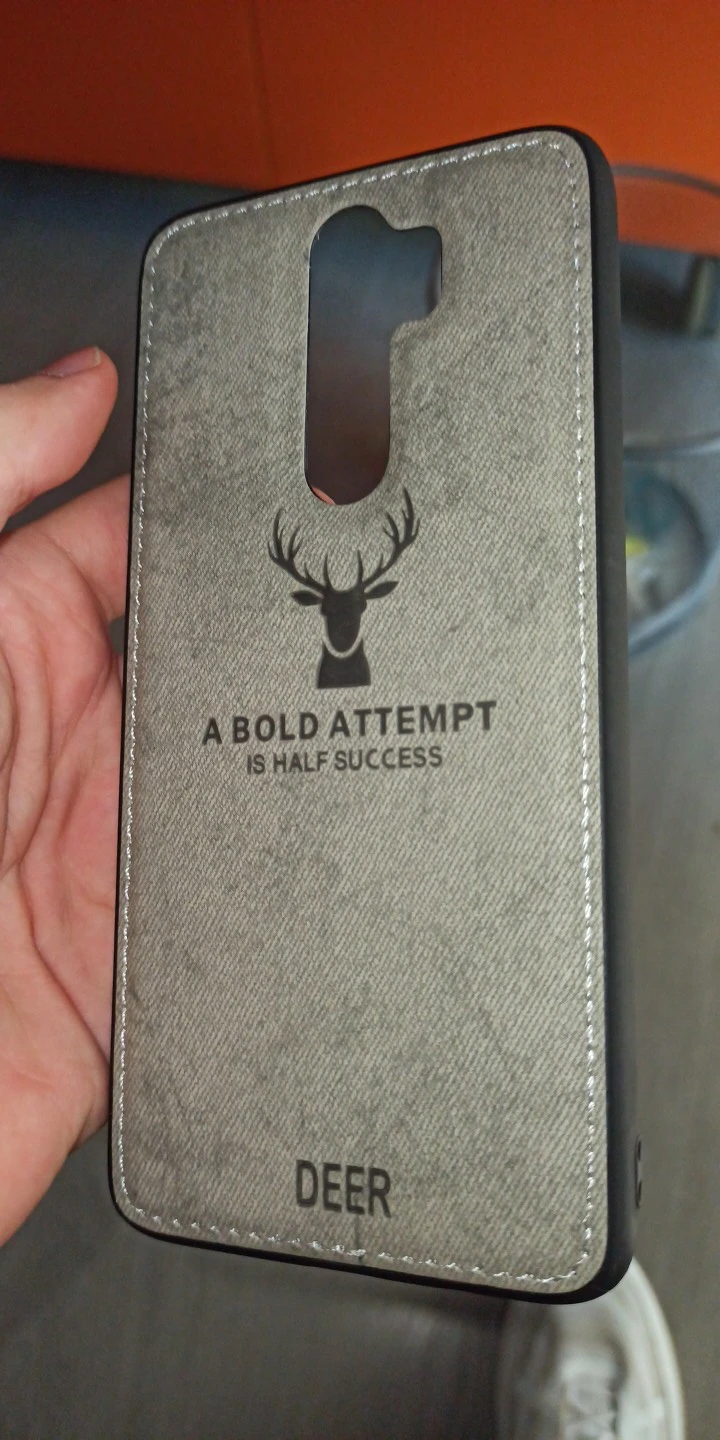 A BOLD ATTEMPT
IS HALF SUCCESS
DEER